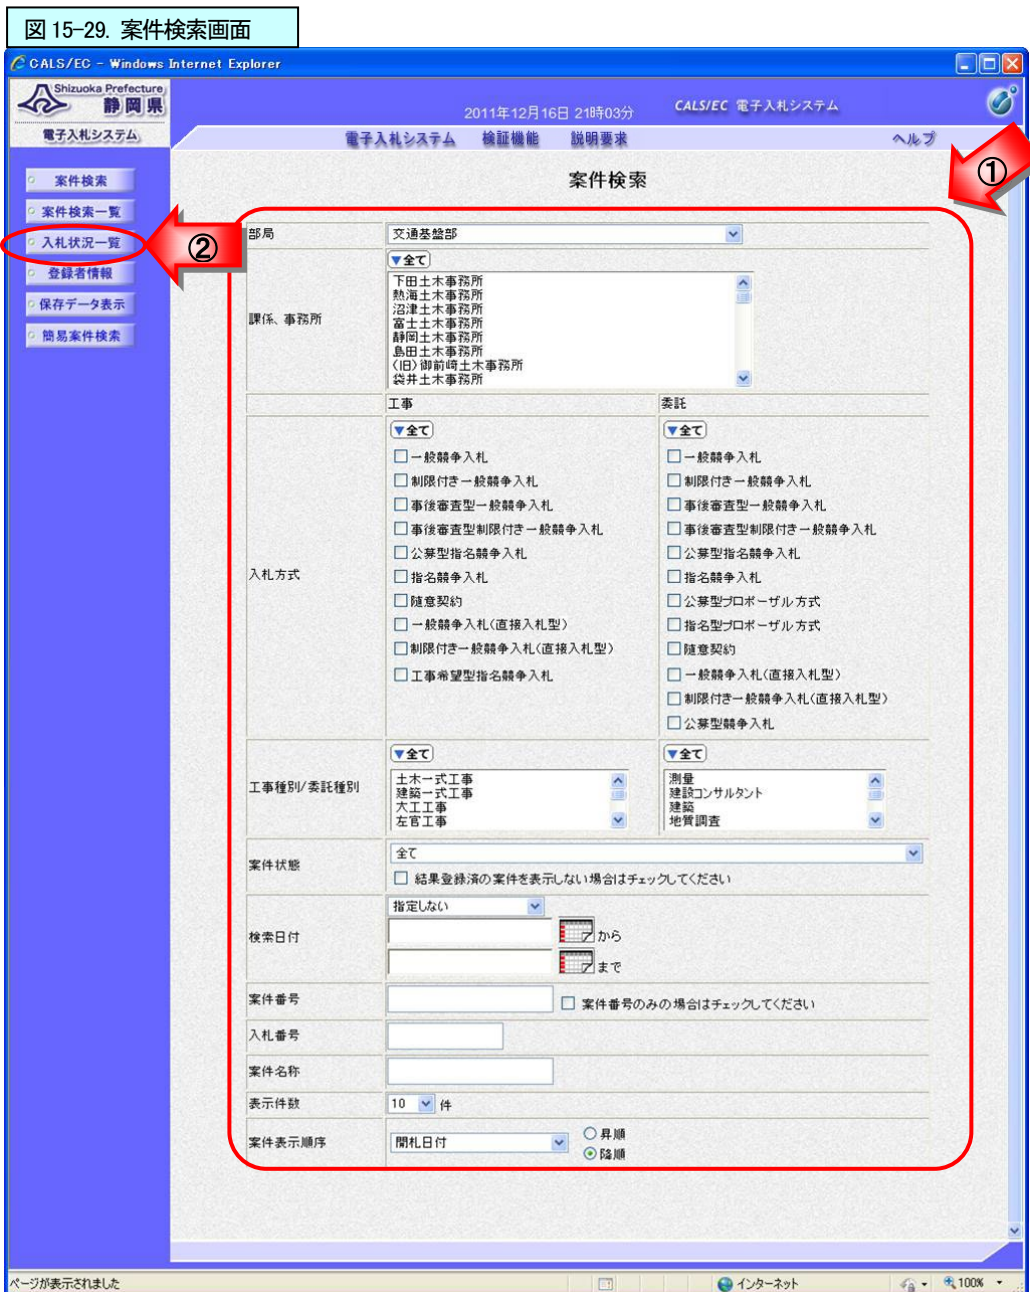 図 15-29. 案件検索画面
CALS/EC - Windows Internet Explorer
Shizuoka Prefecture
静岡県
2011年12月16日 21時03分
CALS/EC 電子入札システム
電子入札システム
電子入札システム 検証機能 説明要求 ヘルプ
①
案件検索
案件検索
案件検索一覧
入札状況一覧
②
登録者情報
保存データ表示
簡易案件検索
部局 交通基盤部
▼全て
課係、事務所
下田土木事務所
熱海土木事務所
沼津土木事務所
富士土木事務所
静岡土木事務所
島田土木事務所
(旧)御前崎土木事務所
袋井土木事務所
工事 委託
入札方式
▼全て
一般競争入札
制限付き一般競争入札
事後審査型一般競争入札
事後審査型制限付き一般競争入札
公募型指名競争入札
指名競争入札
随意契約
一般競争入札(直接入札型)
制限付き一般競争入札(直接入札型)
工事希望型指名競争入札
▼全て
一般競争入札
制限付き一般競争入札
事後審査型一般競争入札
事後審査型制限付き一般競争入札
公募型指名競争入札
指名競争入札
公募型プロポーザル方式
指名型プロポーザル方式
随意契約
一般競争入札(直接入札型)
制限付き一般競争入札(直接入札型)
公募型競争入札
工事種別/委託種別
▼全て
土木一式工事
建築一式工事
大工工事
左官工事
▼全て
測量
建設コンサルタント
建築
地質調査
案件状態 全て
結果登録済の案件を表示しない場合はチェックしてください
検索日付 指定しない
から
まで
案件番号 案件番号のみの場合はチェックしてください
入札番号
案件名称
表示件数 10 件
案件表示順序 開札日付
昇順
降順
ページが表示されました インターネット 100%